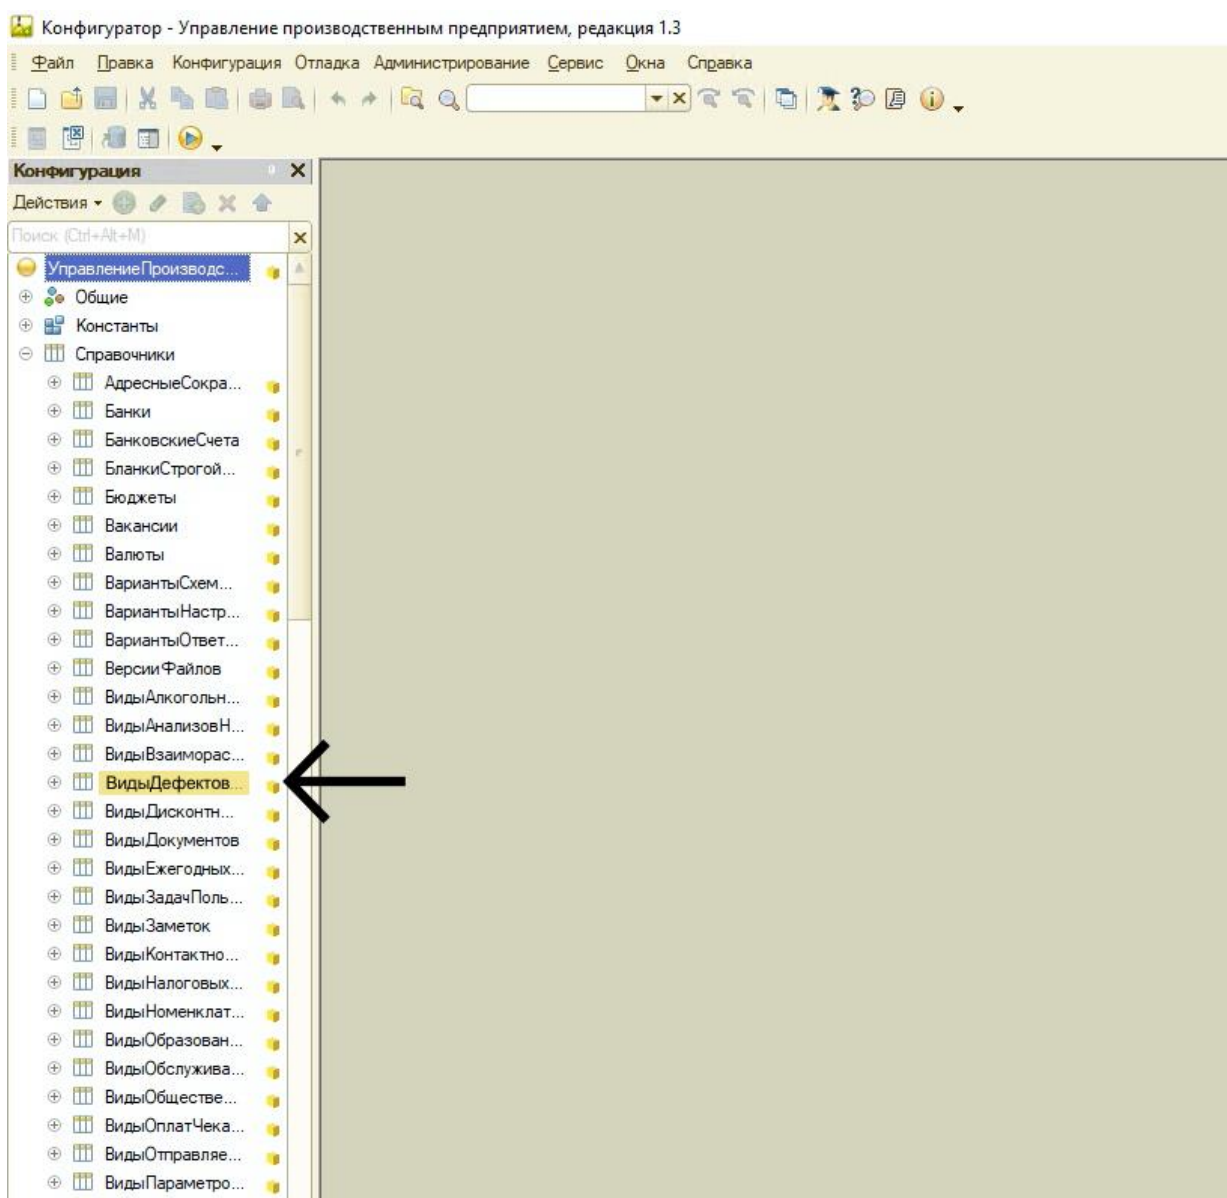 Конфигуратор - Управление производственным предприятием, редакция 1.3
Файл Правка Конфигурация Отладка Администрирование Сервис Окна Справка
Конфигурация
Действия
Поиск (Ctrl+Alt+M)
УправлениеПроизводс...
Общие
Константы
Справочники
АдресныеСокра...
Банки
БанковскиеСчета
БланкиСтрогой...
Бюджеты
Вакансии
Валюты
ВариантыСхем...
ВариантыНастр...
ВариантыОтвет...
ВерсииФайлов
ВидыАлкогольн...
ВидыАнализовН...
ВидыВзаиморас...
ВидыДефектов...
ВидыДисконтн...
ВидыДокументов
ВидыЕжегодных...
ВидыЗадачПоль...
ВидыЗаметок
ВидыКонтактно...
ВидыНалоговых...
ВидыНоменклат...
ВидыОбразован...
ВидыОбслужива...
ВидыОбществе...
ВидыОплатЧека...
ВидыОтправляе...
ВидыПараметро...